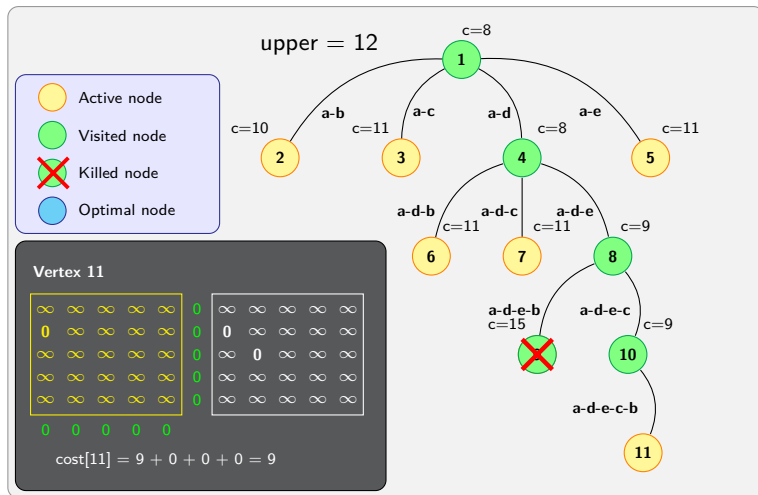 c=8
upper = 12
1
Active node
Visited node
Killed node
Optimal node
a-b
a-c
a-d
a-e
c=10
c=11
c=8
c=11
2
3
4
5
a-d-b
a-d-c
a-d-e
c=11
c=11
c=9
6
7
8
a-d-e-b
a-d-e-c
c=15
c=9
10
a-d-e-c-b
11
Vertex 11
∞ ∞ ∞ ∞ ∞ 0 ∞ ∞ ∞ ∞ ∞
0 ∞ ∞ ∞ ∞ 0 0 ∞ ∞ ∞ ∞
∞ ∞ ∞ ∞ ∞ 0 ∞ 0 ∞ ∞ ∞
∞ ∞ ∞ ∞ ∞ 0 ∞ ∞ ∞ ∞ ∞
∞ ∞ ∞ ∞ ∞ 0 ∞ ∞ ∞ ∞ ∞
0 0 0 0 0
cost[11] = 9 + 0 + 0 + 0 = 9